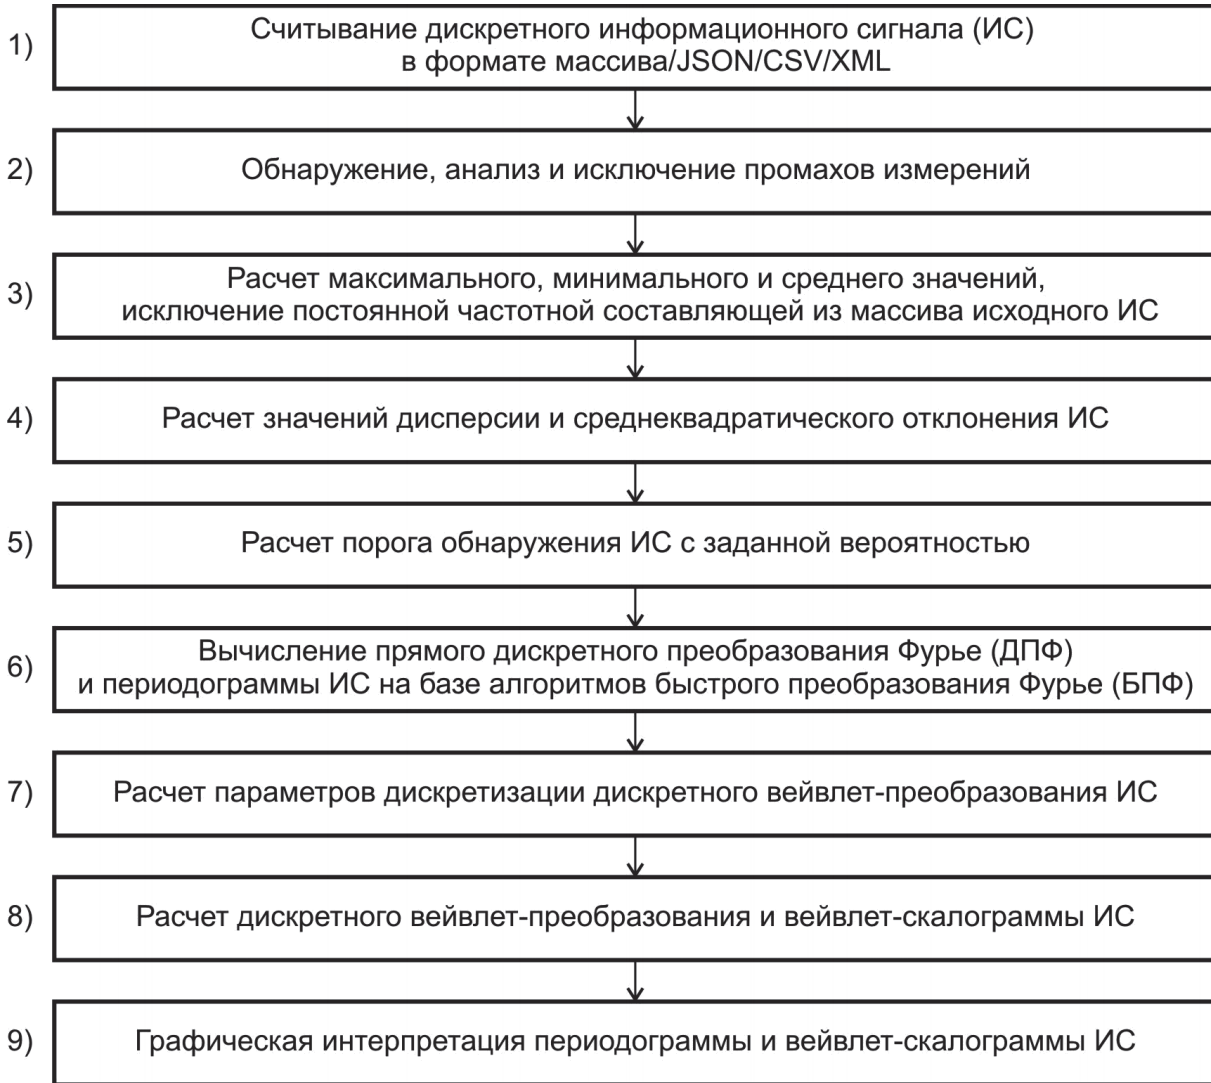 1) Считывание дискретного информационного сигнала (ИС)
в формате массива/JSON/CSV/XML
2) Обнаружение, анализ и исключение промахов измерений
3) Расчет максимального, минимального и среднего значений,
исключение постоянной частотной составляющей из массива исходного ИС
4) Расчет значений дисперсии и среднеквадратического отклонения ИС
5) Расчет порога обнаружения ИС с заданной вероятностью
6) Вычисление прямого дискретного преобразования Фурье (ДПФ)
и периодограммы ИС на базе алгоритмов быстрого преобразования Фурье (БПФ)
7) Расчет параметров дискретизации дискретного вейвлет-преобразования ИС
8) Расчет дискретного вейвлет-преобразования и вейвлет-скалограммы ИС
9) Графическая интерпретация периодограммы и вейвлет-скалограммы ИС